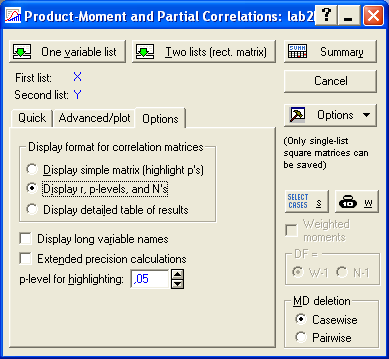 Product-Moment and Partial Correlations: lab2
One variable list
Two lists (rect. matrix)
SUMM
Summary
First list: X
Second list: Y
Cancel
Quick
Advanced/plot
Options
Options
Display format for correlation matrices
Display simple matrix (highlight p's)
Display r, p-levels, and N's
Display detailed table of results
(Only single-list
square matrices can
be saved)
SELECT
CASES
S
W
Display long variable names
Extended precision calculations
p-level for highlighting: ,05
Weighted
moments
DF =
W-1
N-1
MD deletion
Casewise
Pairwise